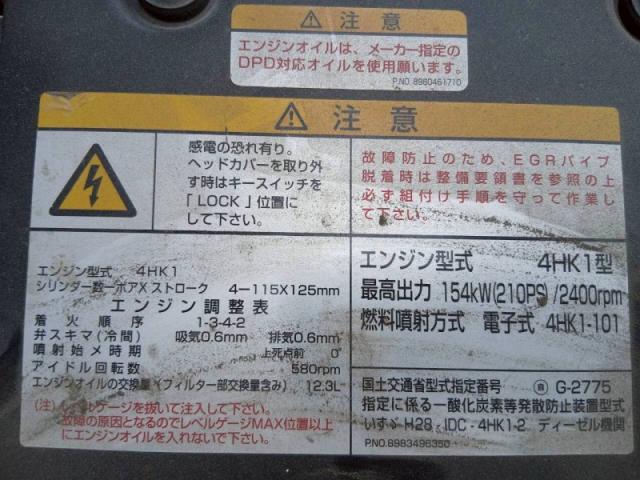 ⚠ 注意
エンジンオイルは、メーカー指定の
DPD対応オイルを使用願います。
P.NO. 8980461710
⚠ 注意
感電の恐れ有り。
ヘッドカバーを取り外
す時はキースイッチを
「LOCK」位置に
して下さい。
故障防止のため、EGRパイプ
脱着時は整備要領書を参照の上
必ず組付け手順を守って作業し
て下さい。
エンジン型式 4HK1
シリンダー数ーボアXストローク 4-115X125mm
エンジン調整表
着火順序 1-3-4-2
弁スキマ(冷間) 吸気0.6mm 排気0.6mm
噴射始メ時期 上死点前 0°
アイドル回転数 580rpm
エンジンオイルの交換量(フィルター部交換量含み) 12.3L
(注)レベルゲージを抜いて注入して下さい。
故障の原因となるのでレベルゲージMAX位置以上
にエンジンオイルを入れないで下さい。
エンジン型式 4HK1型
最高出力 154kW(210PS)/2400rpm
燃料噴射方式 電子式 4HK1-101
国土交通省型式指定番号 G-2775
指定に係る一酸化炭素等発散防止装置型式
いすゞH28-IDC-4HK1-2 ディーゼル機関
P.NO.8983498350